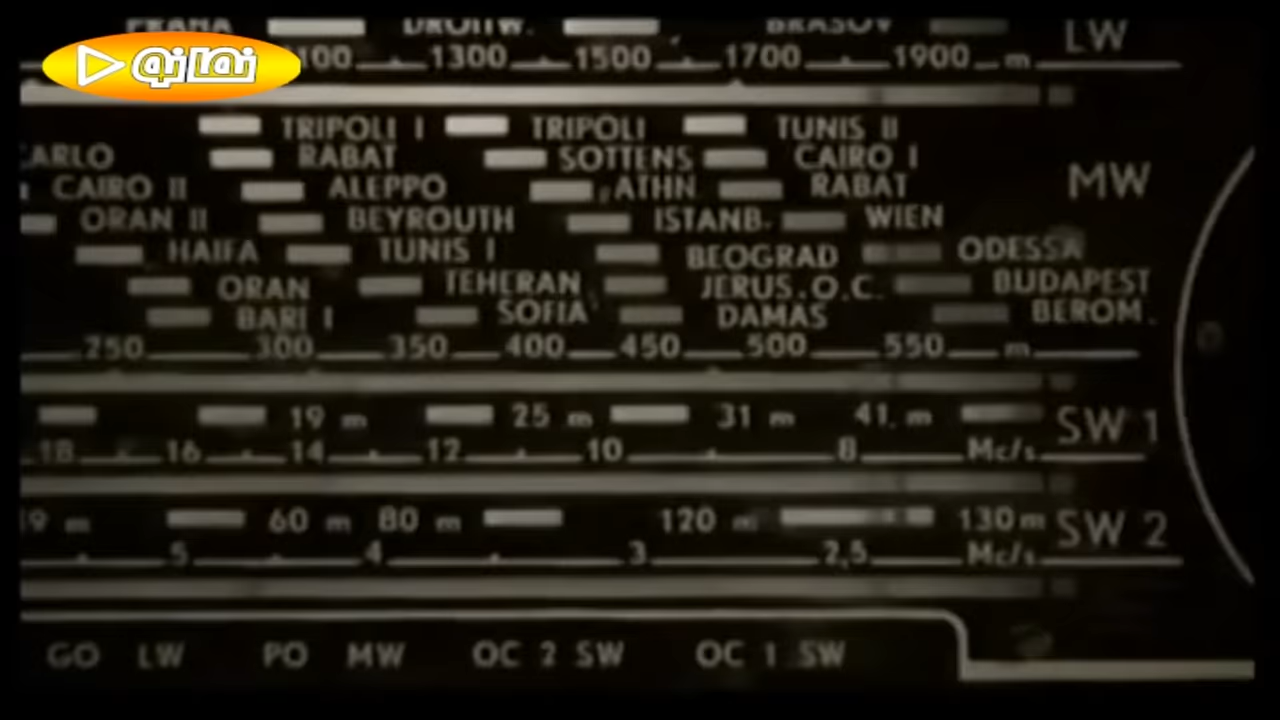 PRAHA DROITW. BRASOV LW
1100 1300 1500 1700 1900 m
زمانه
TRIPOLI I TRIPOLI TUNIS II
CARLO RABAT SOTTENS CAIRO I
CAIRO II ALEPPO ATHN. RABAT MW
ORAN II BEYROUTH ISTANB. WIEN
HAIFA TUNIS I BEOGRAD ODESSA
ORAN TEHERAN JERUS.O.C. BUDAPEST
BARI I SOFIA DAMAS BEROM.
250 300 350 400 450 500 550 m
19 m 25 m 31 m 41. m SW 1
18 16 14 12 10 8 Mc/s
19 m 60 m 80 m 120 m 130 m SW 2
5 4 3 2,5 Mc/s
GO LW PO MW OC 2 SW OC 1 SW